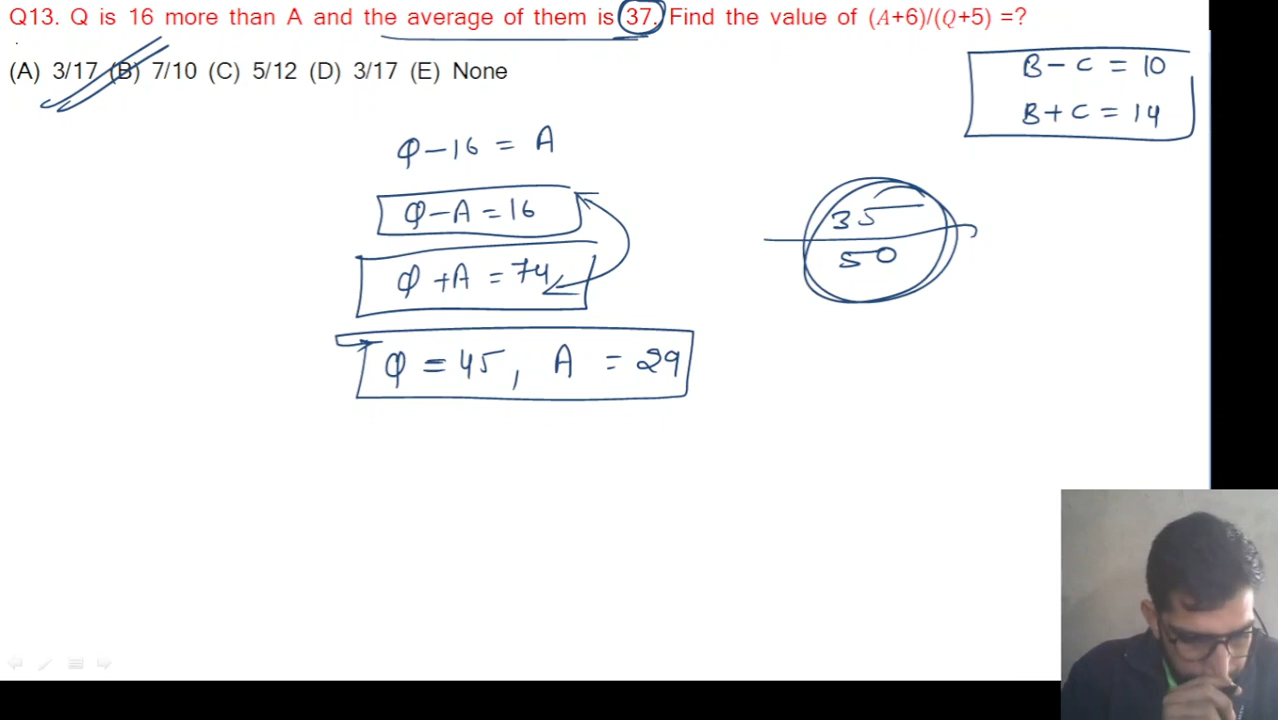 Q13. Q is 16 more than A and the average of them is 37. Find the value of (A+6)/(Q+5) =?
(A) 3/17 (B) 7/10 (C) 5/12 (D) 3/17 (E) None
B - C = 10
B + C = 14
Q - 16 = A
Q - A = 16
Q + A = 74
Q = 45, A = 29
35
50